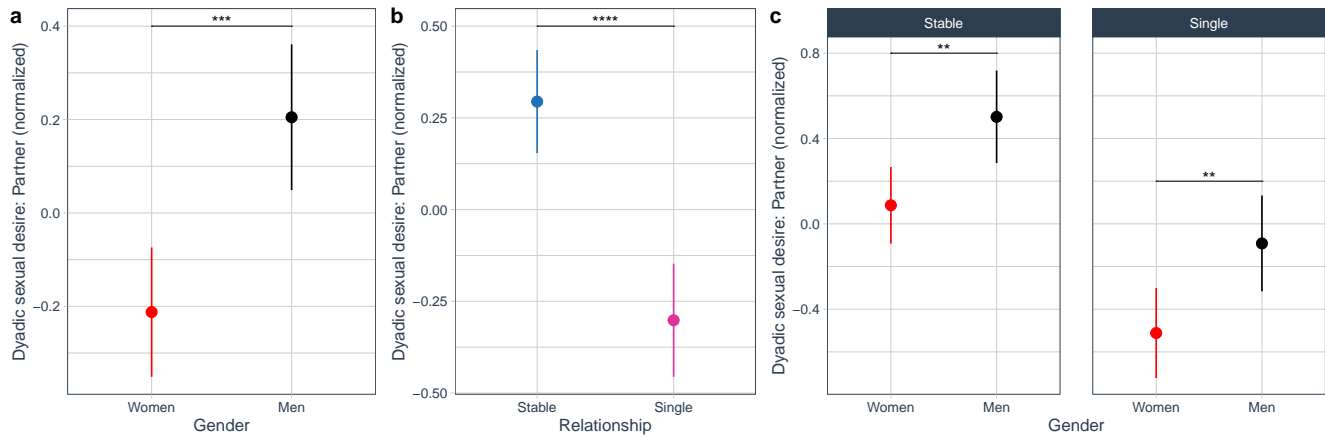 a
Dyadic sexual desire: Partner (normalized)
0.4
0.2
0.0
−0.2
***
Women
Men
Gender
b
Dyadic sexual desire: Partner (normalized)
0.50
0.25
0.00
−0.25
−0.50
****
Stable
Single
Relationship
c
Dyadic sexual desire: Partner (normalized)
0.8
0.4
0.0
−0.4
Stable
**
Women
Men
Single
**
Women
Men
Gender